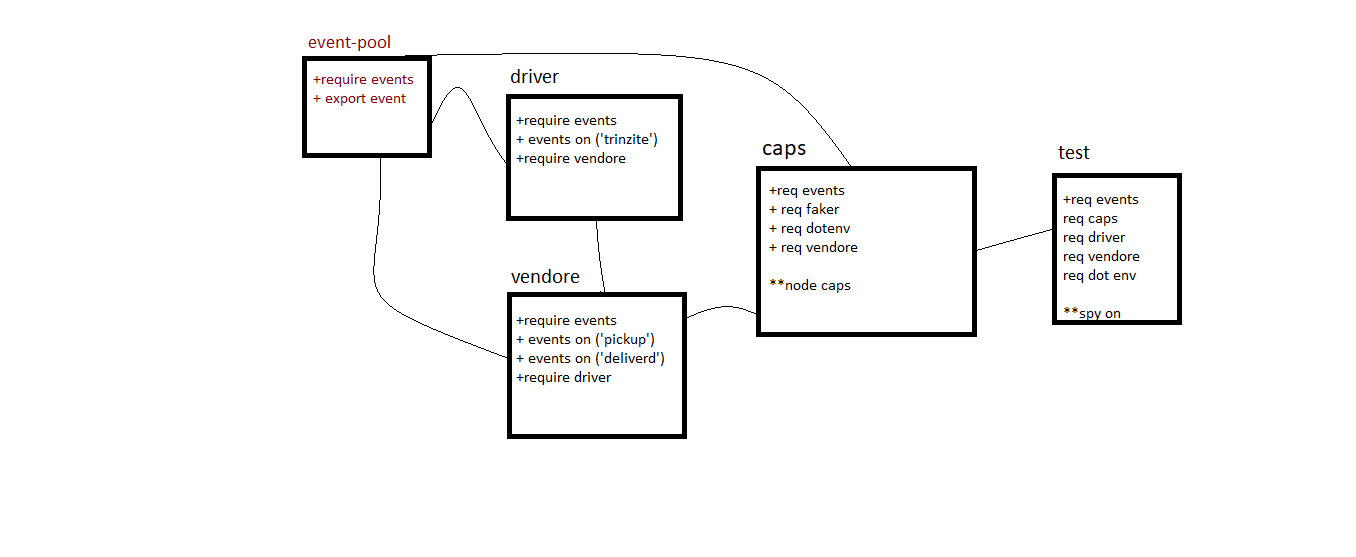 event-pool
+require events
+ export event
driver
+require events
+ events on ('trinzite')
+require vendore
vendore
+require events
+ events on ('pickup')
+ events on ('deliverd')
+require driver
caps
+req events
+ req faker
+ req dotenv
+ req vendore
**node caps
test
+req events
req caps
req driver
req vendore
req dot env
**spy on